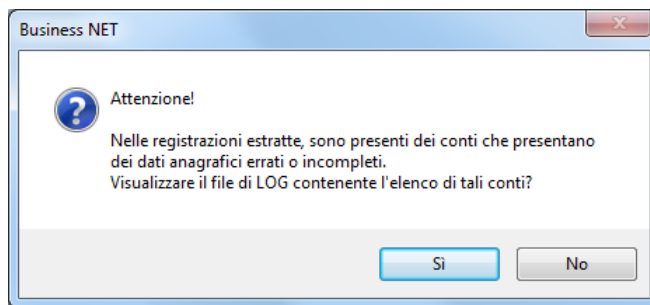 Business NET
Attenzione!
Nelle registrazioni estratte, sono presenti dei conti che presentano
dei dati anagrafici errati o incompleti.
Visualizzare il file di LOG contenente l'elenco di tali conti?
Sì
No